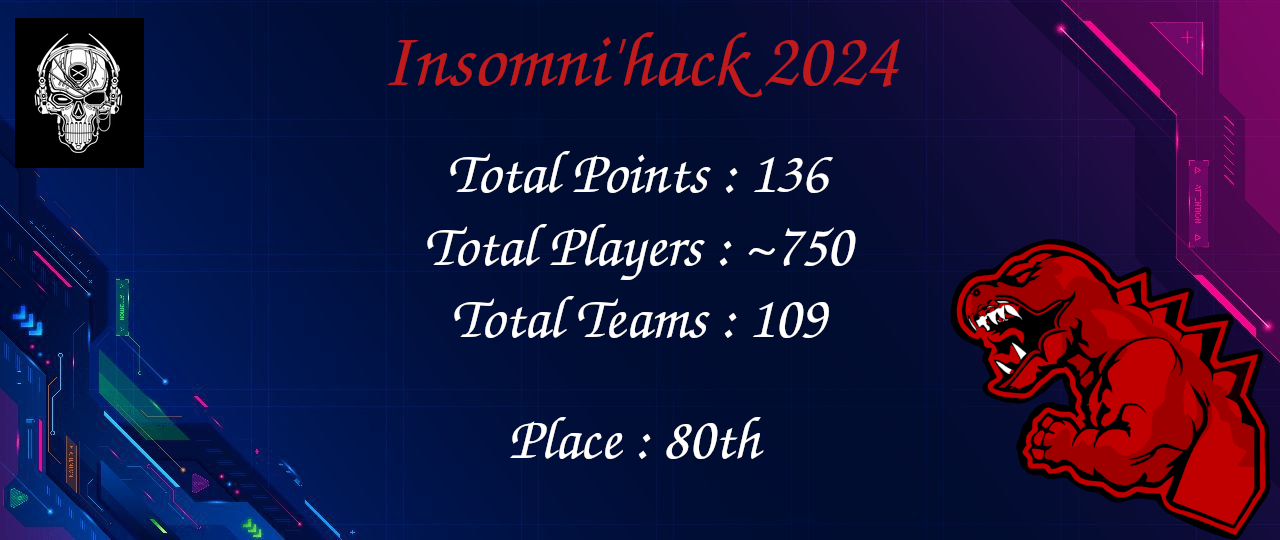 Insomni'hack 2024
Total Points : 136
Total Players : ~750
Total Teams : 109
Place : 80th